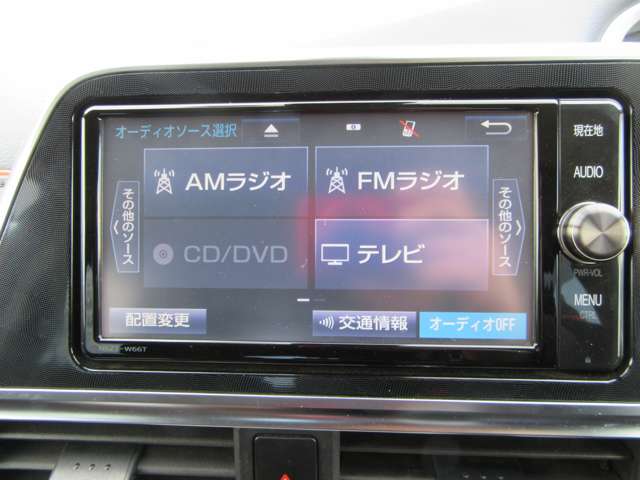 オーディオソース選択
現在地
AMラジオ
FMラジオ
AUDIO
その他のソース
その他のソース
CD/DVD
テレビ
PWR•VOL
MENU
配置変更
交通情報
オーディオOFF
CTRL
NSZT-W66T